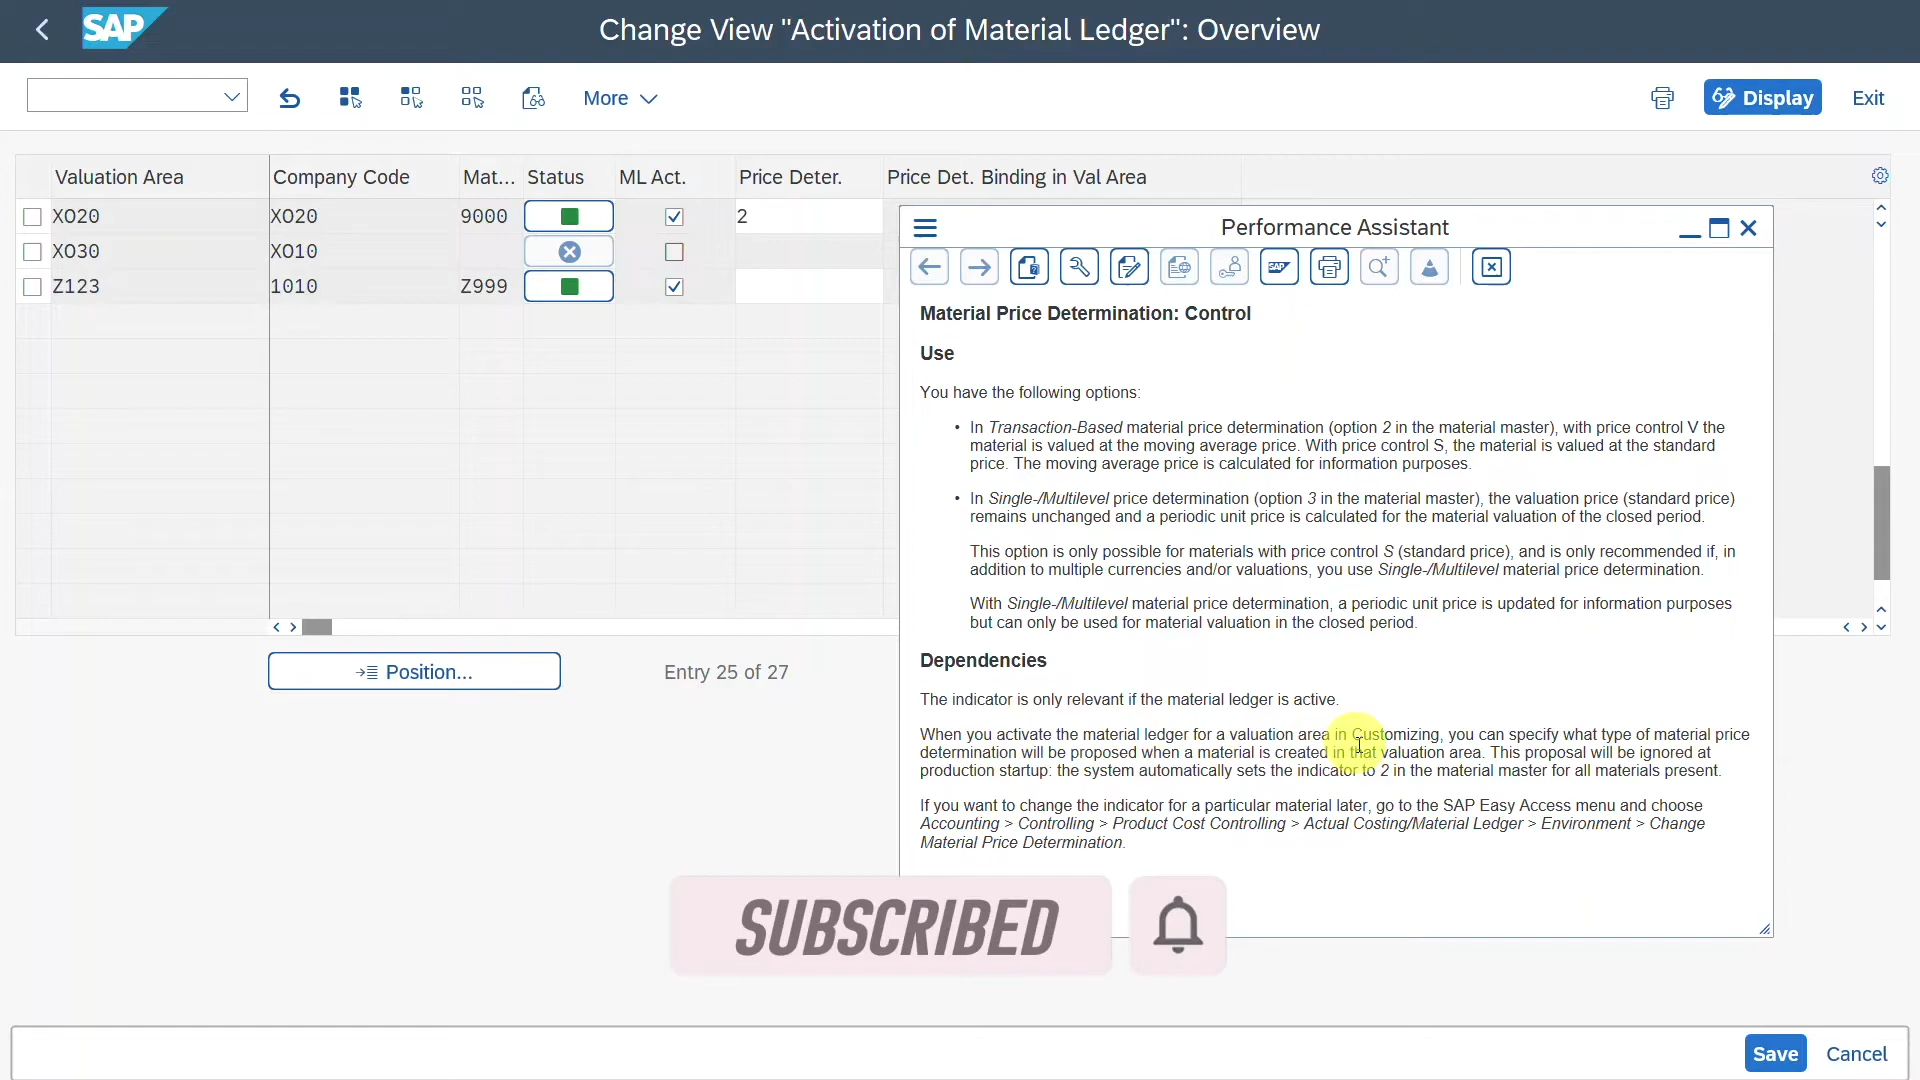 SAP
Change View "Activation of Material Ledger": Overview
More
Display
Exit
Valuation Area Company Code Mat... Status ML Act. Price Deter. Price Det. Binding in Val Area
XO20 XO20 9000 2
XO30 XO10
Z123 1010 Z999
Position...
Entry 25 of 27
Performance Assistant
SAP
Material Price Determination: Control
Use
You have the following options:
• In Transaction-Based material price determination (option 2 in the material master), with price control V the
material is valued at the moving average price. With price control S, the material is valued at the standard
price. The moving average price is calculated for information purposes.
• In Single-/Multilevel price determination (option 3 in the material master), the valuation price (standard price)
remains unchanged and a periodic unit price is calculated for the material valuation of the closed period.
This option is only possible for materials with price control S (standard price), and is only recommended if, in
addition to multiple currencies and/or valuations, you use Single-/Multilevel material price determination.
With Single-/Multilevel material price determination, a periodic unit price is updated for information purposes
but can only be used for material valuation in the closed period.
Dependencies
The indicator is only relevant if the material ledger is active.
When you activate the material ledger for a valuation area in Customizing, you can specify what type of material price
determination will be proposed when a material is created in that valuation area. This proposal will be ignored at
production startup: the system automatically sets the indicator to 2 in the material master for all materials present.
If you want to change the indicator for a particular material later, go to the SAP Easy Access menu and choose
Accounting > Controlling > Product Cost Controlling > Actual Costing/Material Ledger > Environment > Change
Material Price Determination.
SUBSCRIBED
Save
Cancel